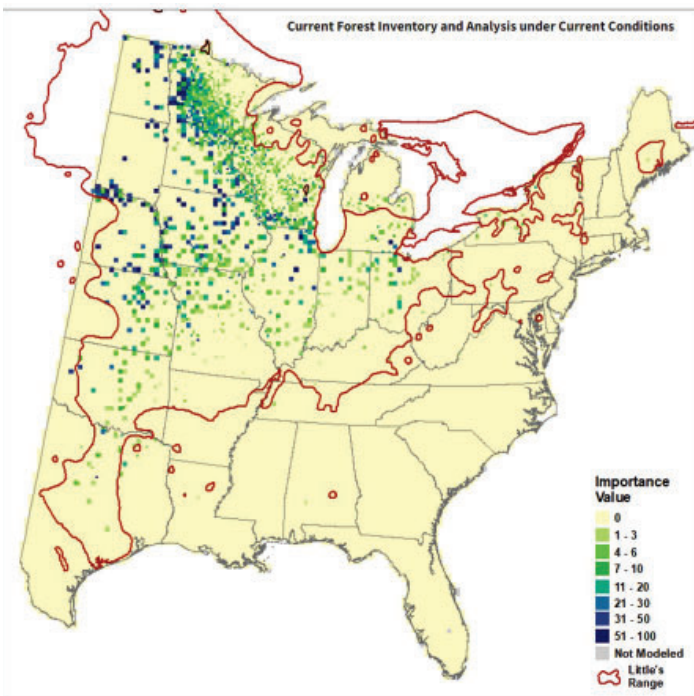 Current Forest Inventory and Analysis under Current Conditions
Importance
Value
0
1 - 3
4 - 6
7 - 10
11 - 20
21 - 30
31 - 50
51 - 100
Not Modeled
Little's
Range